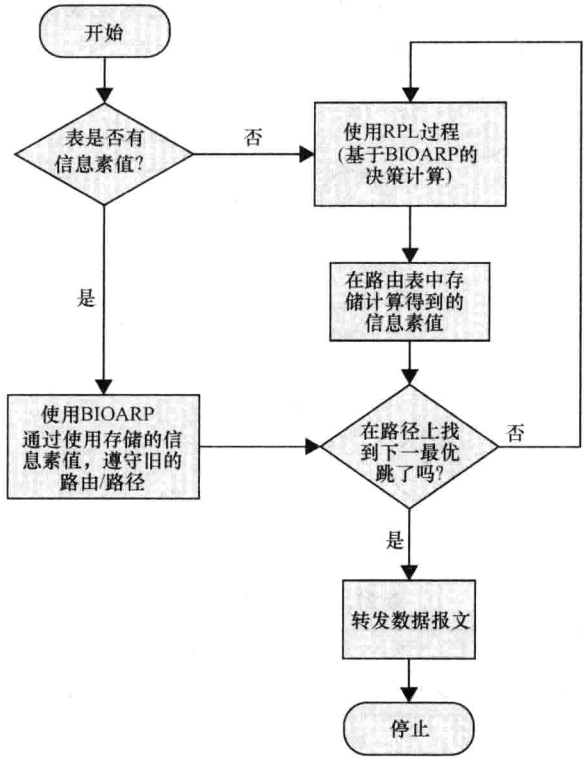 开始
表是否有
信息素值？
否
使用RPL过程
(基于BIOARP的
决策计算)
是
在路由表中存
储计算得到的
信息素值
使用BIOARP
通过使用存储的信
息素值，遵守旧的
路由/路径
在路径上找
到下一最优
跳了吗？
否
是
转发数据报文
停止